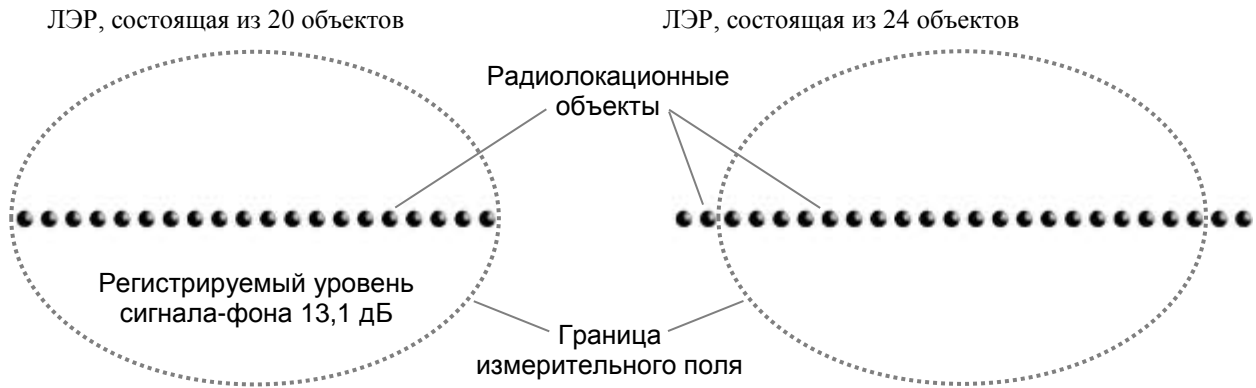 ЛЭР, состоящая из 20 объектов
ЛЭР, состоящая из 24 объектов
Радиолокационные
объекты
Регистрируемый уровень
сигнала-фона 13,1 дБ
Граница
измерительного поля